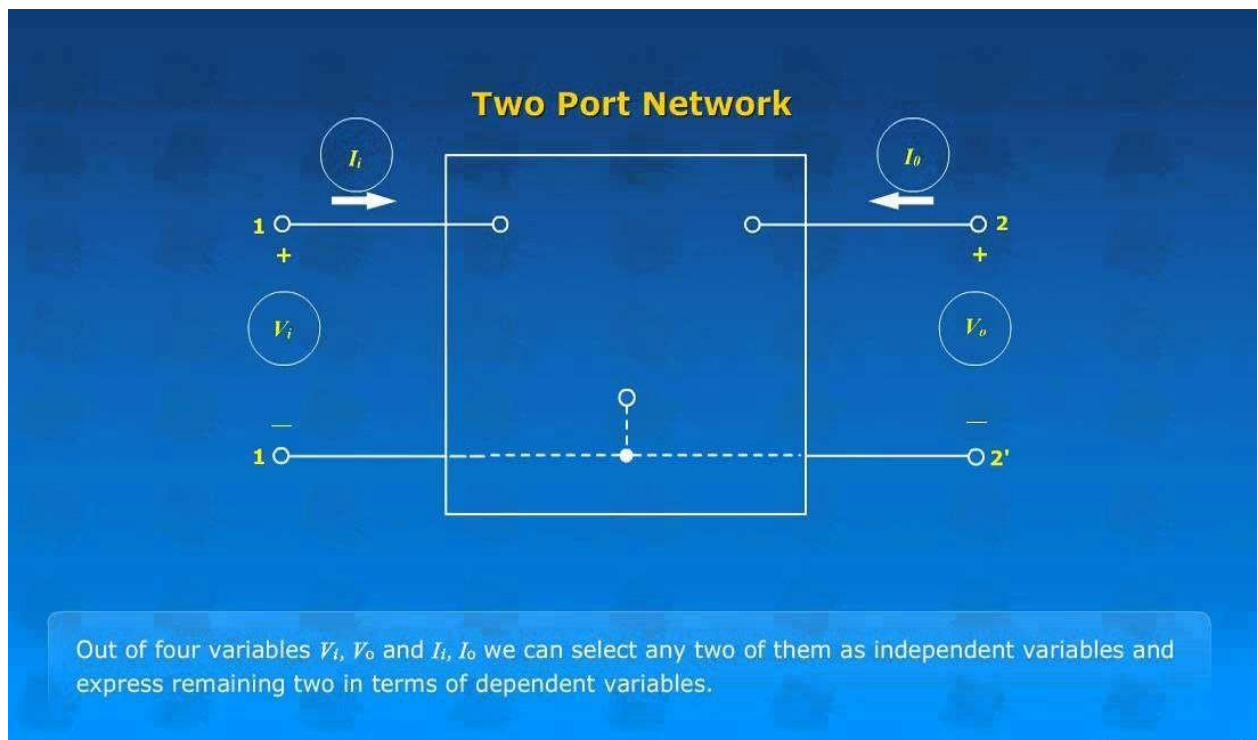 Two Port Network
Ii I0
1 2
+ +
Vi Vo
— —
1 2'
Out of four variables Vi, Vo and Ii, Io we can select any two of them as independent variables and
express remaining two in terms of dependent variables.